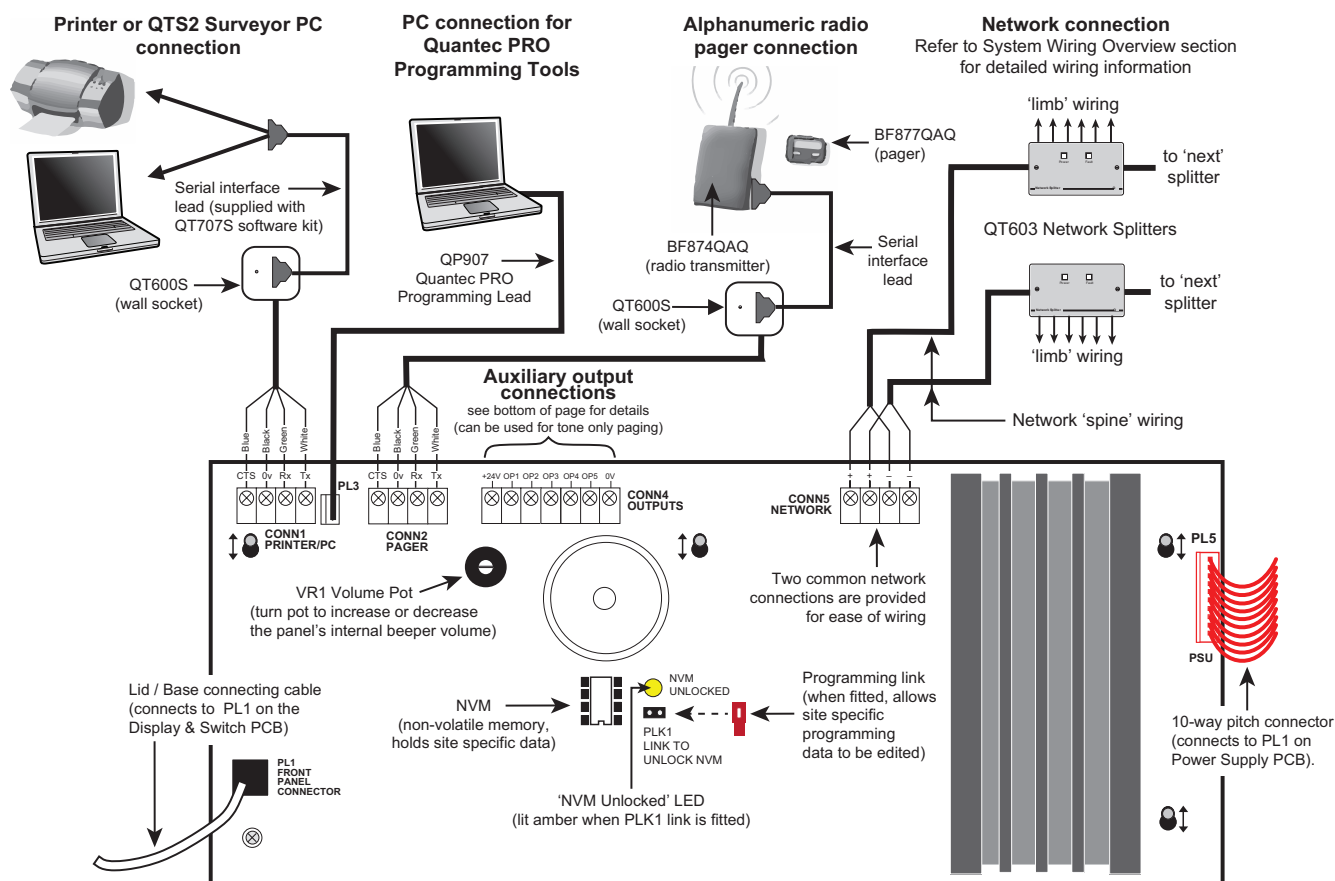 Printer or QTS2 Surveyor PC
connection
PC connection for
Quantec PRO
Programming Tools
Alphanumeric radio
pager connection
Network connection
Refer to System Wiring Overview section
for detailed wiring information
'limb' wiring
BF877QAQ
(pager)
to 'next'
splitter
Network Splitter
Serial interface
lead (supplied with
QT707S software kit)
QT600S
(wall socket)
QP907
Quantec PRO
Programming Lead
BF874QAQ
(radio transmitter)
Serial
interface
lead
QT600S
(wall socket)
QT603 Network Splitters
to 'next'
splitter
Network Splitter
'limb' wiring
Network 'spine' wiring
Auxiliary output
connections
see bottom of page for details
(can be used for tone only paging)
Blue
Black
Green
White
Blue
Black
Green
White
CTS 0v Rx Tx
PL3
CTS 0v Rx Tx
+24V OP1 OP2 OP3 OP4 OP5 0V
+ + – –
CONN1
PRINTER/PC
CONN2
PAGER
CONN4
OUTPUTS
CONN5
NETWORK
PL5
PSU
VR1 Volume Pot
(turn pot to increase or decrease
the panel's internal beeper volume)
Two common network
connections are provided
for ease of wiring
Lid / Base connecting cable
(connects to PL1 on the
Display & Switch PCB)
NVM
(non-volatile memory,
holds site specific data)
NVM
UNLOCKED
PLK1
LINK TO
UNLOCK NVM
Programming link
(when fitted, allows
site specific
programming
data to be edited)
10-way pitch connector
(connects to PL1 on
Power Supply PCB).
PL1
FRONT
PANEL
CONNECTOR
'NVM Unlocked' LED
(lit amber when PLK1 link is fitted)